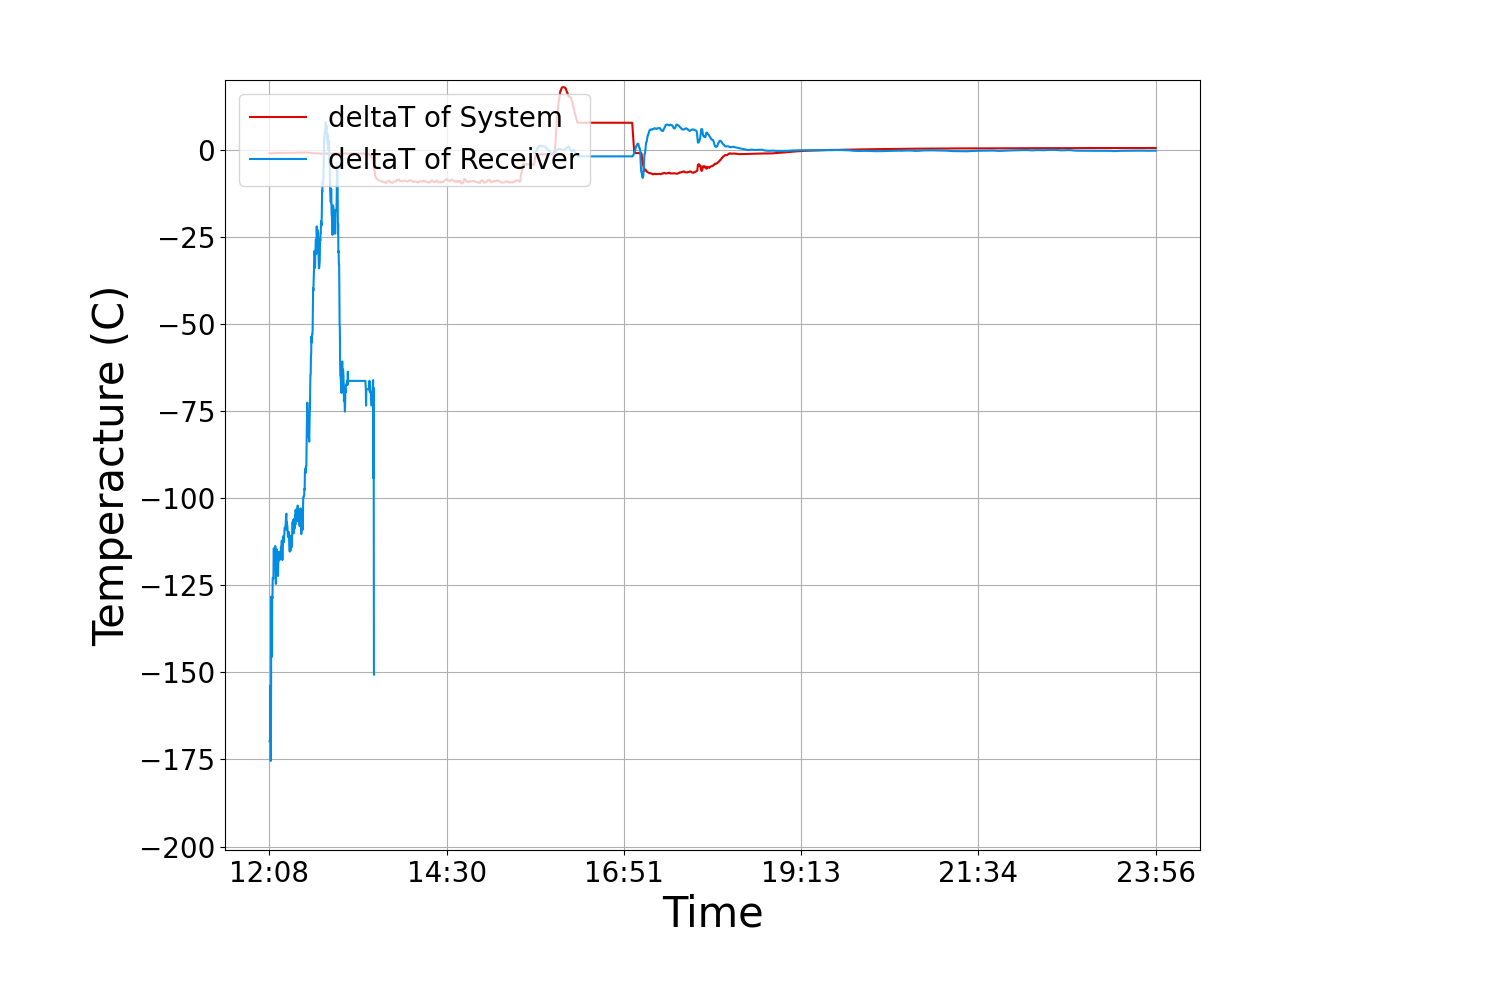 deltaT of System
deltaT of Receiver
0
−25
−50
−75
−100
−125
−150
−175
−200
Temperacture (C)
12:08 14:30 16:51 19:13 21:34 23:56
Time